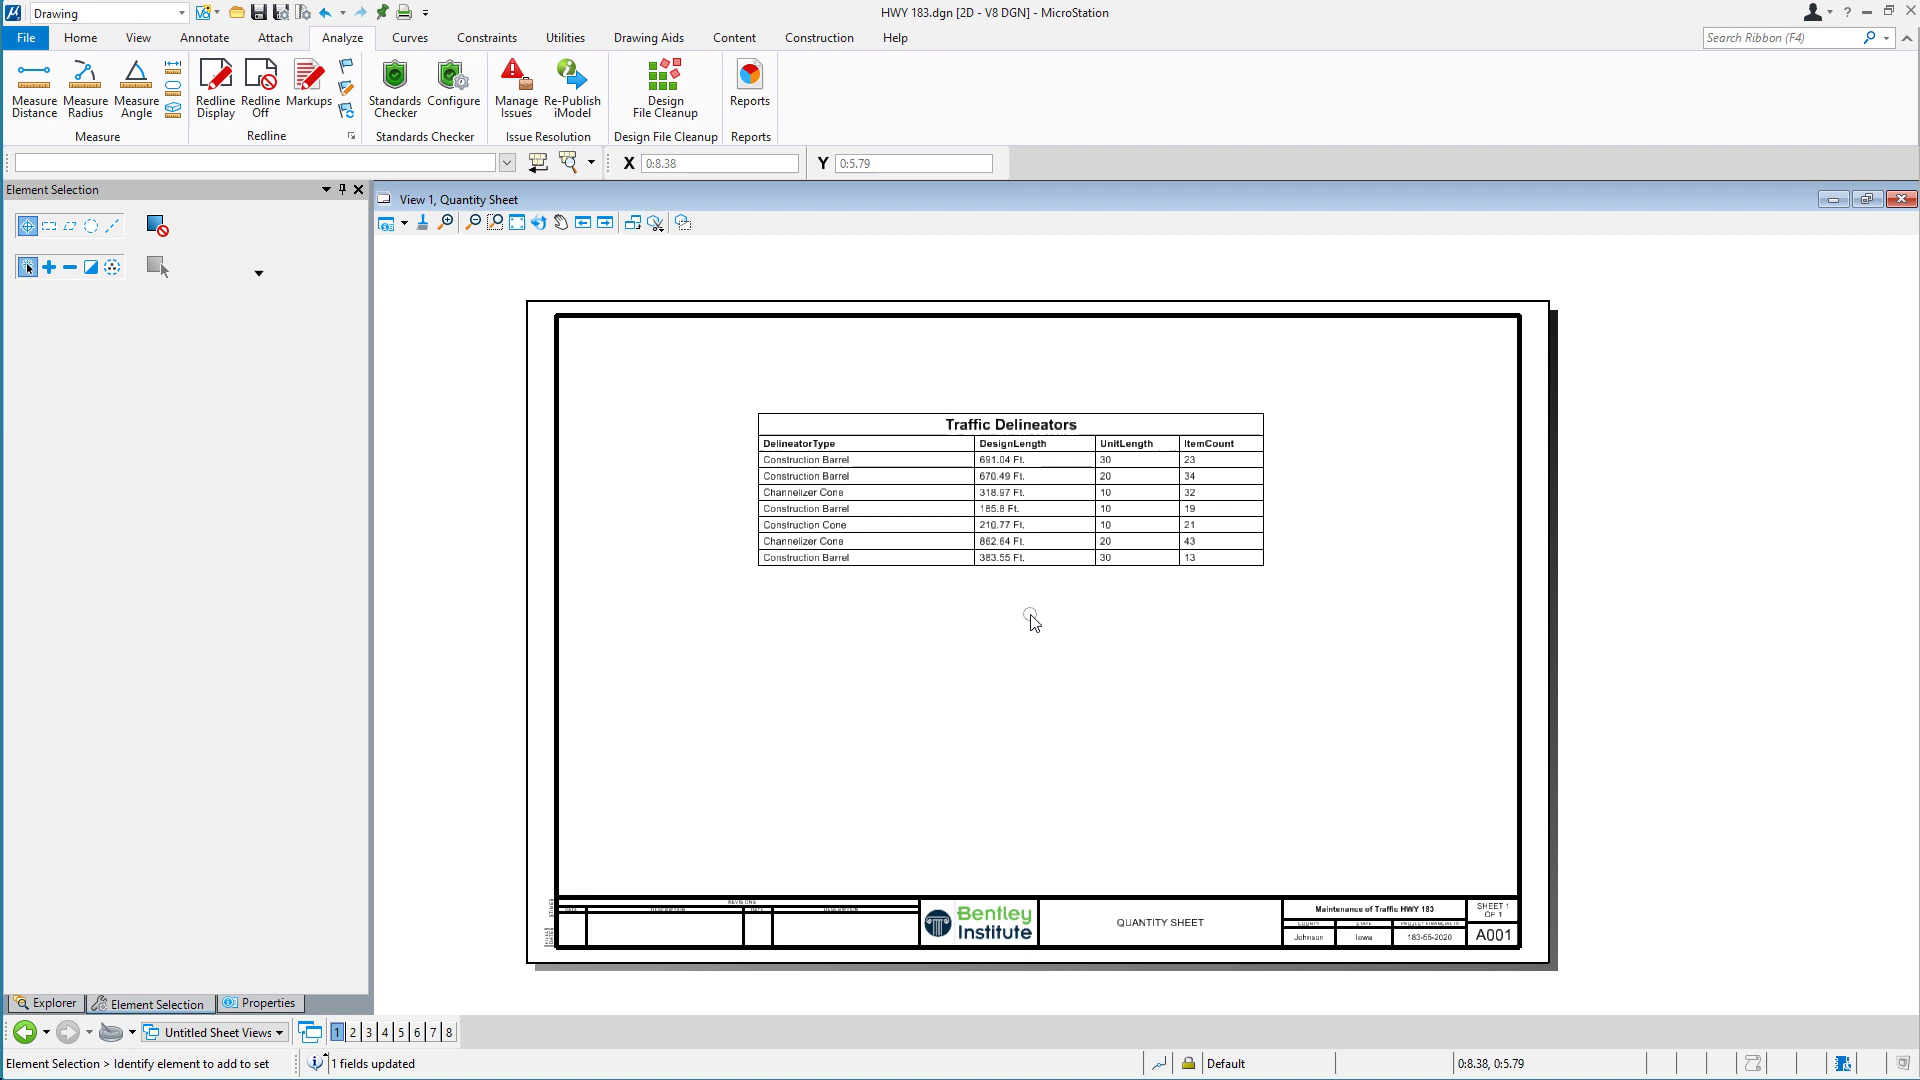 Drawing
HWY 183.dgn [2D - V8 DGN] - MicroStation
File Home View Annotate Attach Analyze Curves Constraints Utilities Drawing Aids Content Construction Help
Search Ribbon (F4)
Measure Distance
Measure Radius
Measure Angle
Measure
Redline Display
Redline Off
Markups
Redline
Standards Checker
Configure
Standards Checker
Manage Issues
Re-Publish iModel
Issue Resolution
Design File Cleanup
Design File Cleanup
Reports
Reports
X 0:8.38 Y 0:5.79
Element Selection
View 1, Quantity Sheet
Traffic Delineators
DelineatorType DesignLength UnitLength ItemCount
Construction Barrel 691.04 Ft. 30 23
Construction Barrel 670.49 Ft. 20 34
Channelizer Cone 318.97 Ft. 10 32
Construction Barrel 185.8 Ft. 10 19
Construction Cone 210.77 Ft. 10 21
Channelizer Cone 862.64 Ft. 20 43
Construction Barrel 383.55 Ft. 30 13
REVISIONS
DATE DESCRIPTION DATE DESCRIPTION
Bentley Institute
QUANTITY SHEET
Maintenance of Traffic HWY 183
COUNTY STATE
Johnson Iowa 183-55-2020
SHEET 1
OF 1
A001
Explorer Element Selection Properties
Untitled Sheet Views 1 2 3 4 5 6 7 8
Element Selection > Identify element to add to set
1 fields updated
Default
0:8.38, 0:5.79